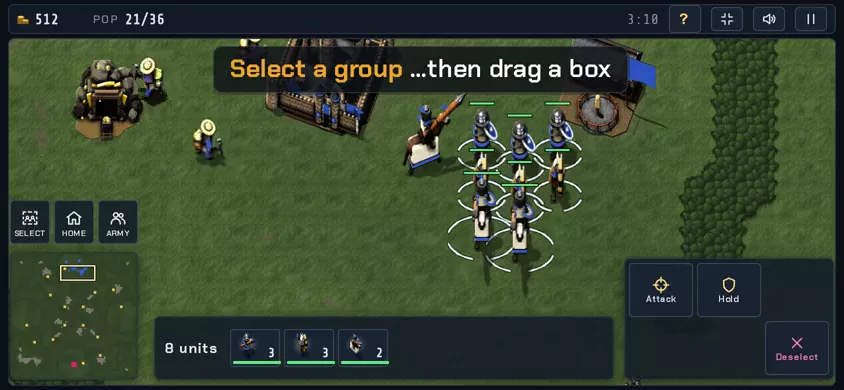 512 POP 21/36 3:10 ?
Select a group ...then drag a box
SELECT HOME ARMY
Attack Hold
8 units 3 3 2
Deselect